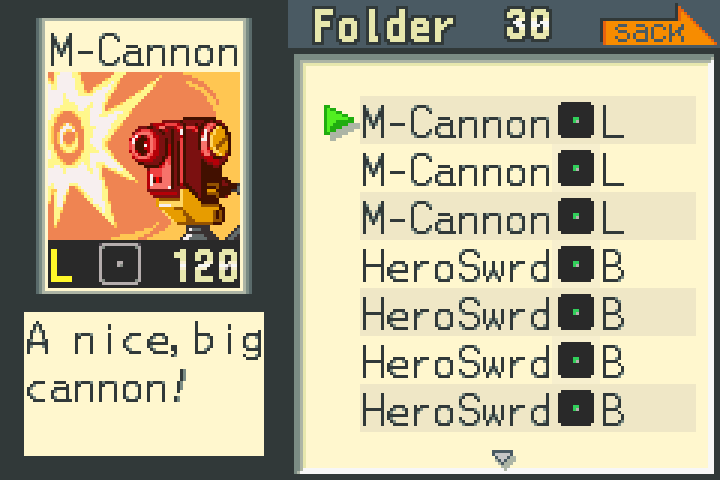 M-Cannon
L 120
A nice, big
cannon!
Folder 30
sack
M-Cannon L
M-Cannon L
M-Cannon L
HeroSwrd B
HeroSwrd B
HeroSwrd B
HeroSwrd B